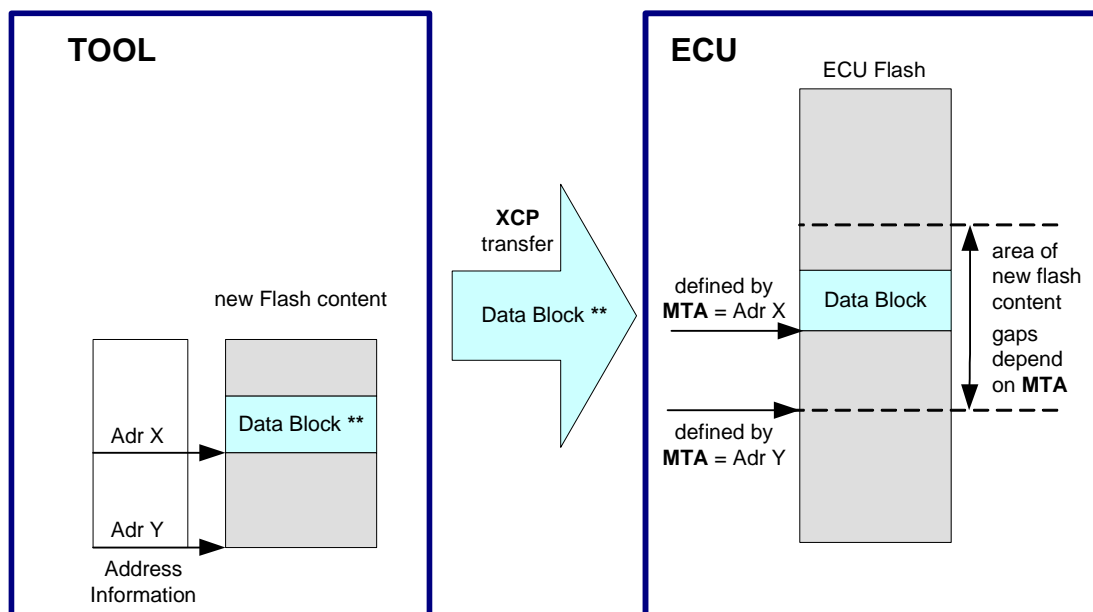 TOOL
new Flash content
Adr X
Data Block **
Adr Y
Address
Information
XCP
transfer
Data Block **
ECU
ECU Flash
defined by
MTA = Adr X
Data Block
defined by
MTA = Adr Y
area of
new flash
content
gaps
depend
on MTA